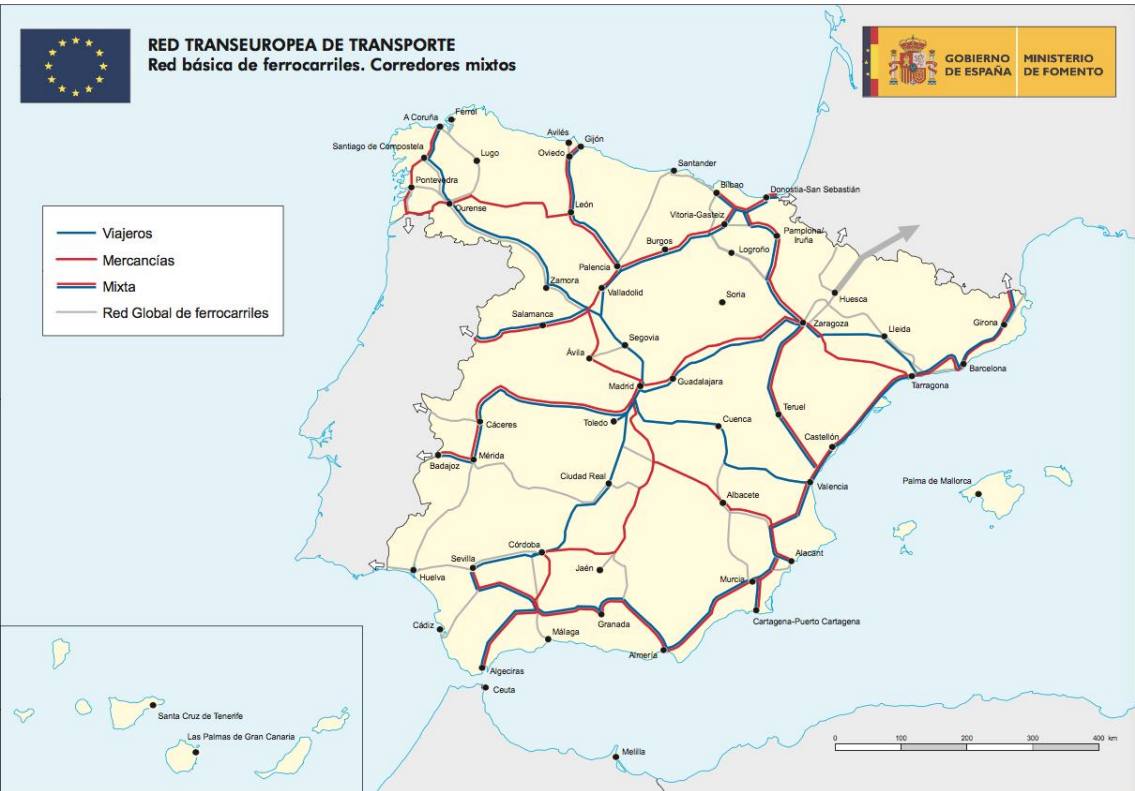 RED TRANSEUROPEA DE TRANSPORTE
Red básica de ferrocarriles. Corredores mixtos
GOBIERNO
DE ESPAÑA
MINISTERIO
DE FOMENTO
Viajeros
Mercancías
Mixta
Red Global de ferrocarriles
A Coruña
Ferrol
Avilés
Gijón
Santiago de Compostela
Lugo
Oviedo
Santander
Bilbao
Donostia-San Sebastián
Pontevedra
Ourense
León
Vitoria-Gasteiz
Pamplona/
Iruña
Burgos
Logroño
Palencia
Zamora
Valladolid
Soria
Huesca
Salamanca
Zaragoza
Lleida
Girona
Segovia
Ávila
Barcelona
Tarragona
Madrid
Guadalajara
Teruel
Cáceres
Toledo
Cuenca
Castellón
Badajoz
Mérida
Ciudad Real
Valencia
Palma de Mallorca
Albacete
Córdoba
Alacant
Sevilla
Huelva
Jaén
Murcia
Cádiz
Granada
Cartagena-Puerto Cartagena
Málaga
Almería
Algeciras
Ceuta
Santa Cruz de Tenerife
Las Palmas de Gran Canaria
Melilla
0 100 200 300 400 km